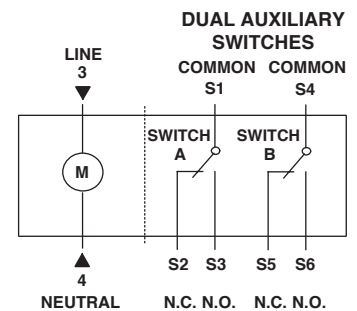 DUAL AUXILIARY
SWITCHES
LINE
3
COMMON COMMON
S1 S4
SWITCH
A
SWITCH
B
M
4
NEUTRAL
S2 S3 S5 S6
N.C. N.O. N.C. N.O.